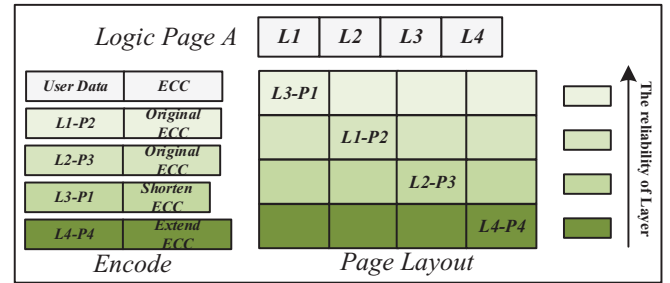 Logic Page A L1 L2 L3 L4
User Data ECC
L1-P2 Original
ECC
L2-P3 Original
ECC
L3-P1 Shorten
ECC
L4-P4 Extend
ECC
Encode
L3-P1
L1-P2
L2-P3
L4-P4
Page Layout
The reliability of Layer